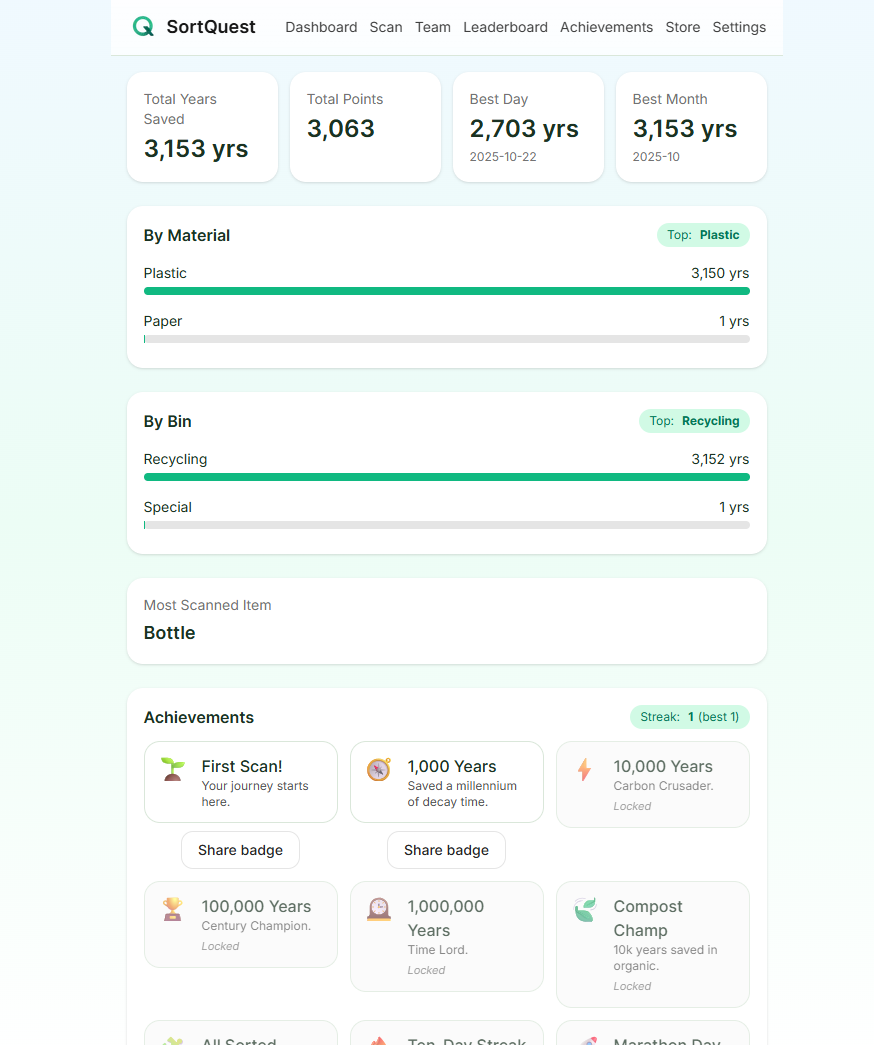 SortQuest
Dashboard Scan Team Leaderboard Achievements Store Settings
Total Years
Saved
3,153 yrs
Total Points
3,063
Best Day
2,703 yrs
2025-10-22
Best Month
3,153 yrs
2025-10
By Material
Top: Plastic
Plastic 3,150 yrs
Paper 1 yrs
By Bin
Top: Recycling
Recycling 3,152 yrs
Special 1 yrs
Most Scanned Item
Bottle
Achievements
Streak: 1 (best 1)
First Scan!
Your journey starts
here.
Share badge
1,000 Years
Saved a millennium
of decay time.
Share badge
10,000 Years
Carbon Crusader.
Locked
100,000 Years
Century Champion.
Locked
1,000,000
Years
Time Lord.
Locked
Compost
Champ
10k years saved in
organic.
Locked
All Sorted
Ten-Day Streak
Marathon Day